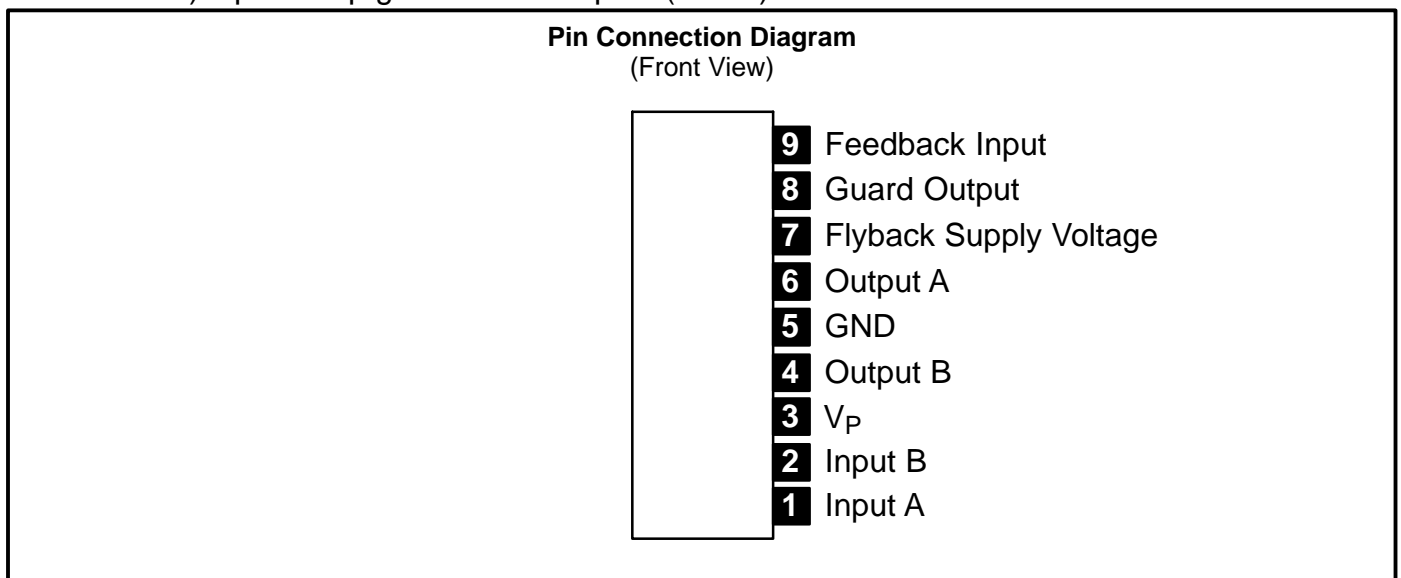 Pin Connection Diagram
(Front View)
9 Feedback Input
8 Guard Output
7 Flyback Supply Voltage
6 Output A
5 GND
4 Output B
3 VP
2 Input B
1 Input A